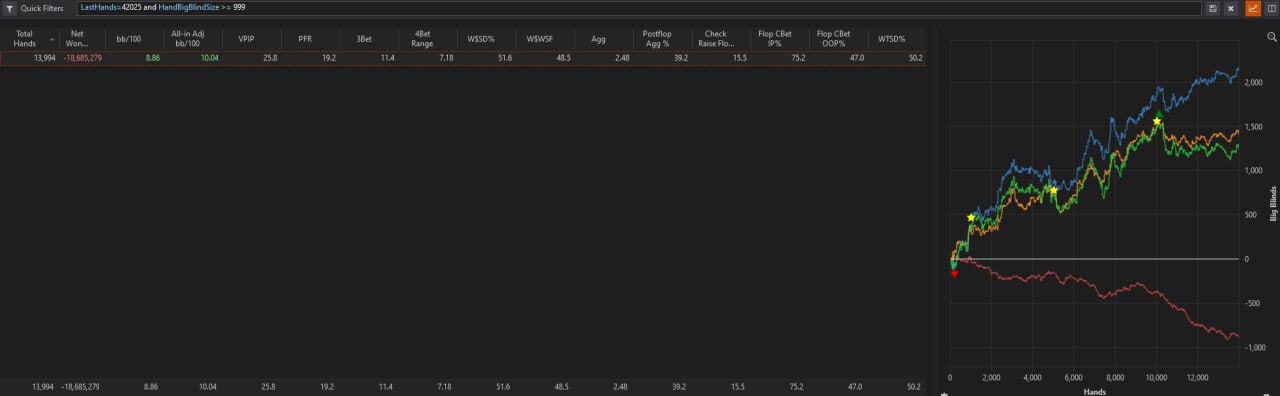 Quick Filters LastHands=42025 and HandBigBlindSize >= 999
Total Hands Net Won... bb/100 All-in Adj bb/100 VPIP PFR 3Bet 4Bet Range W$SD% W$WSF Agg Postflop Agg % Check Raise Flo... Flop CBet IP% Flop CBet OOP% WTSD%
13,994 -18,685,279 8.86 10.04 25.8 19.2 11.4 7.18 51.6 48.5 2.48 39.2 15.5 75.2 47.0 50.2
2,000
1,500
1,000
500
0
-500
-1,000
Big Blinds
0 2,000 4,000 6,000 8,000 10,000 12,000
Hands
13,994 -18,685,279 8.86 10.04 25.8 19.2 11.4 7.18 51.6 48.5 2.48 39.2 15.5 75.2 47.0 50.2